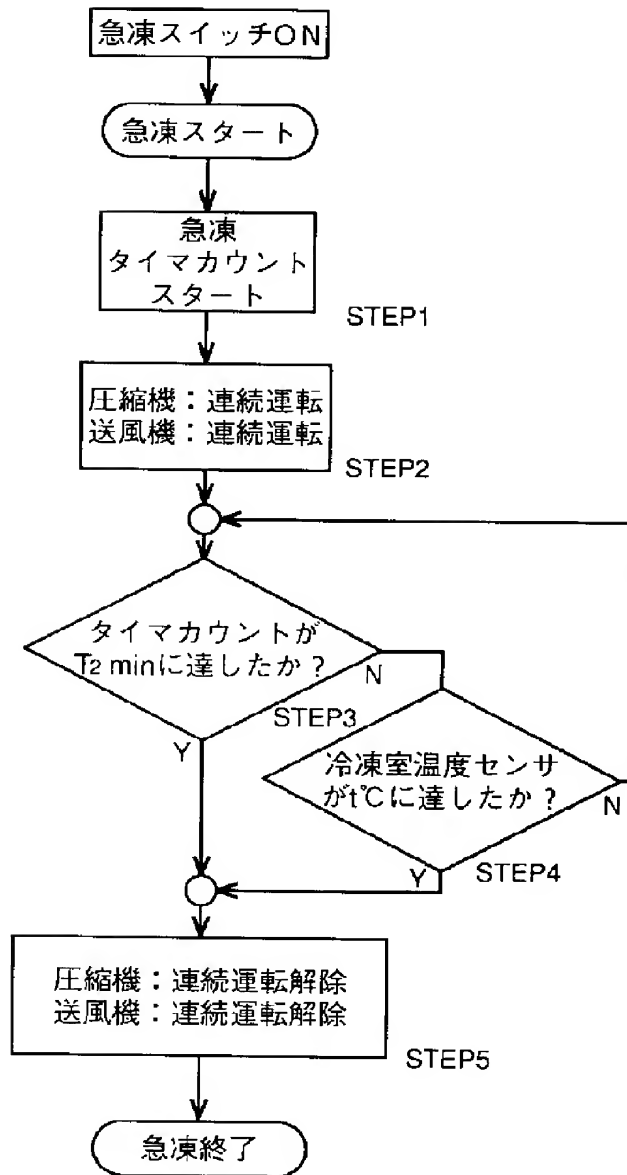 急凍スイッチON
急凍スタート
急凍
タイマカウント
スタート
STEP1
圧縮機：連続運転
送風機：連続運転
STEP2
タイマカウントが
T2 minに達したか？
N
STEP3
Y
冷凍室温度センサ
がt℃に達したか？
N
STEP4
Y
圧縮機：連続運転解除
送風機：連続運転解除
STEP5
急凍終了